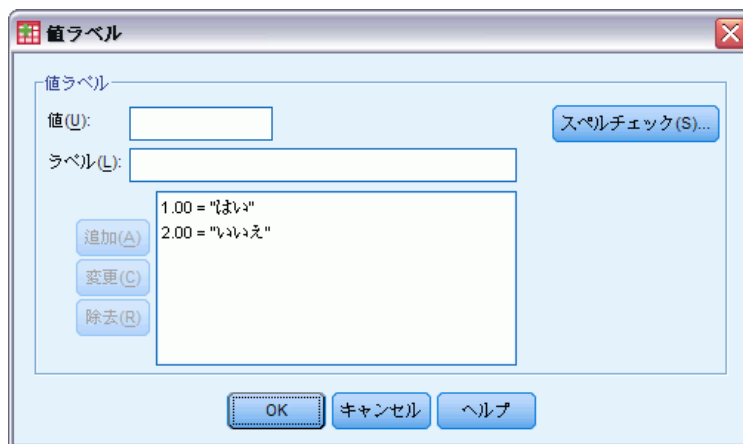 値ラベル
値ラベル
値(U):
スペルチェック(S)...
ラベル(L):
1.00 = "はい"
2.00 = "いいえ"
追加(A)
変更(C)
除去(R)
OK
キャンセル
ヘルプ